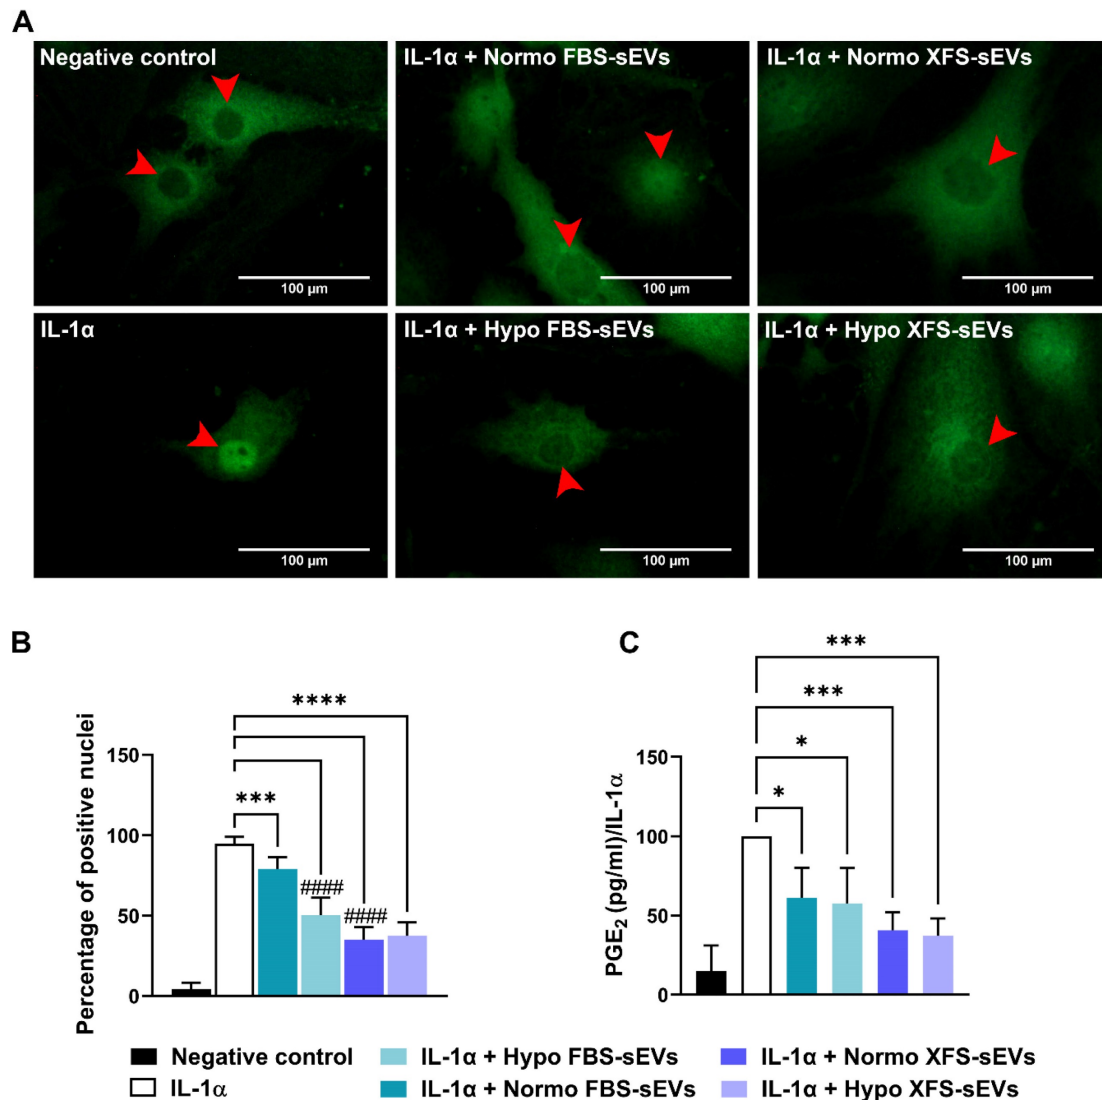 A
Negative control
IL-1α + Normo FBS-sEVs
IL-1α + Normo XFS-sEVs
100 µm
100 µm
100 µm
IL-1α
IL-1α + Hypo FBS-sEVs
IL-1α + Hypo XFS-sEVs
100 µm
100 µm
100 µm
B
Percentage of positive nuclei
150
100
50
0
****
***
####
####
C
PGE₂ (pg/ml)/IL-1α
150
100
50
0
***
***
*
*
Negative control
IL-1α + Hypo FBS-sEVs
IL-1α + Normo XFS-sEVs
IL-1α
IL-1α + Normo FBS-sEVs
IL-1α + Hypo XFS-sEVs